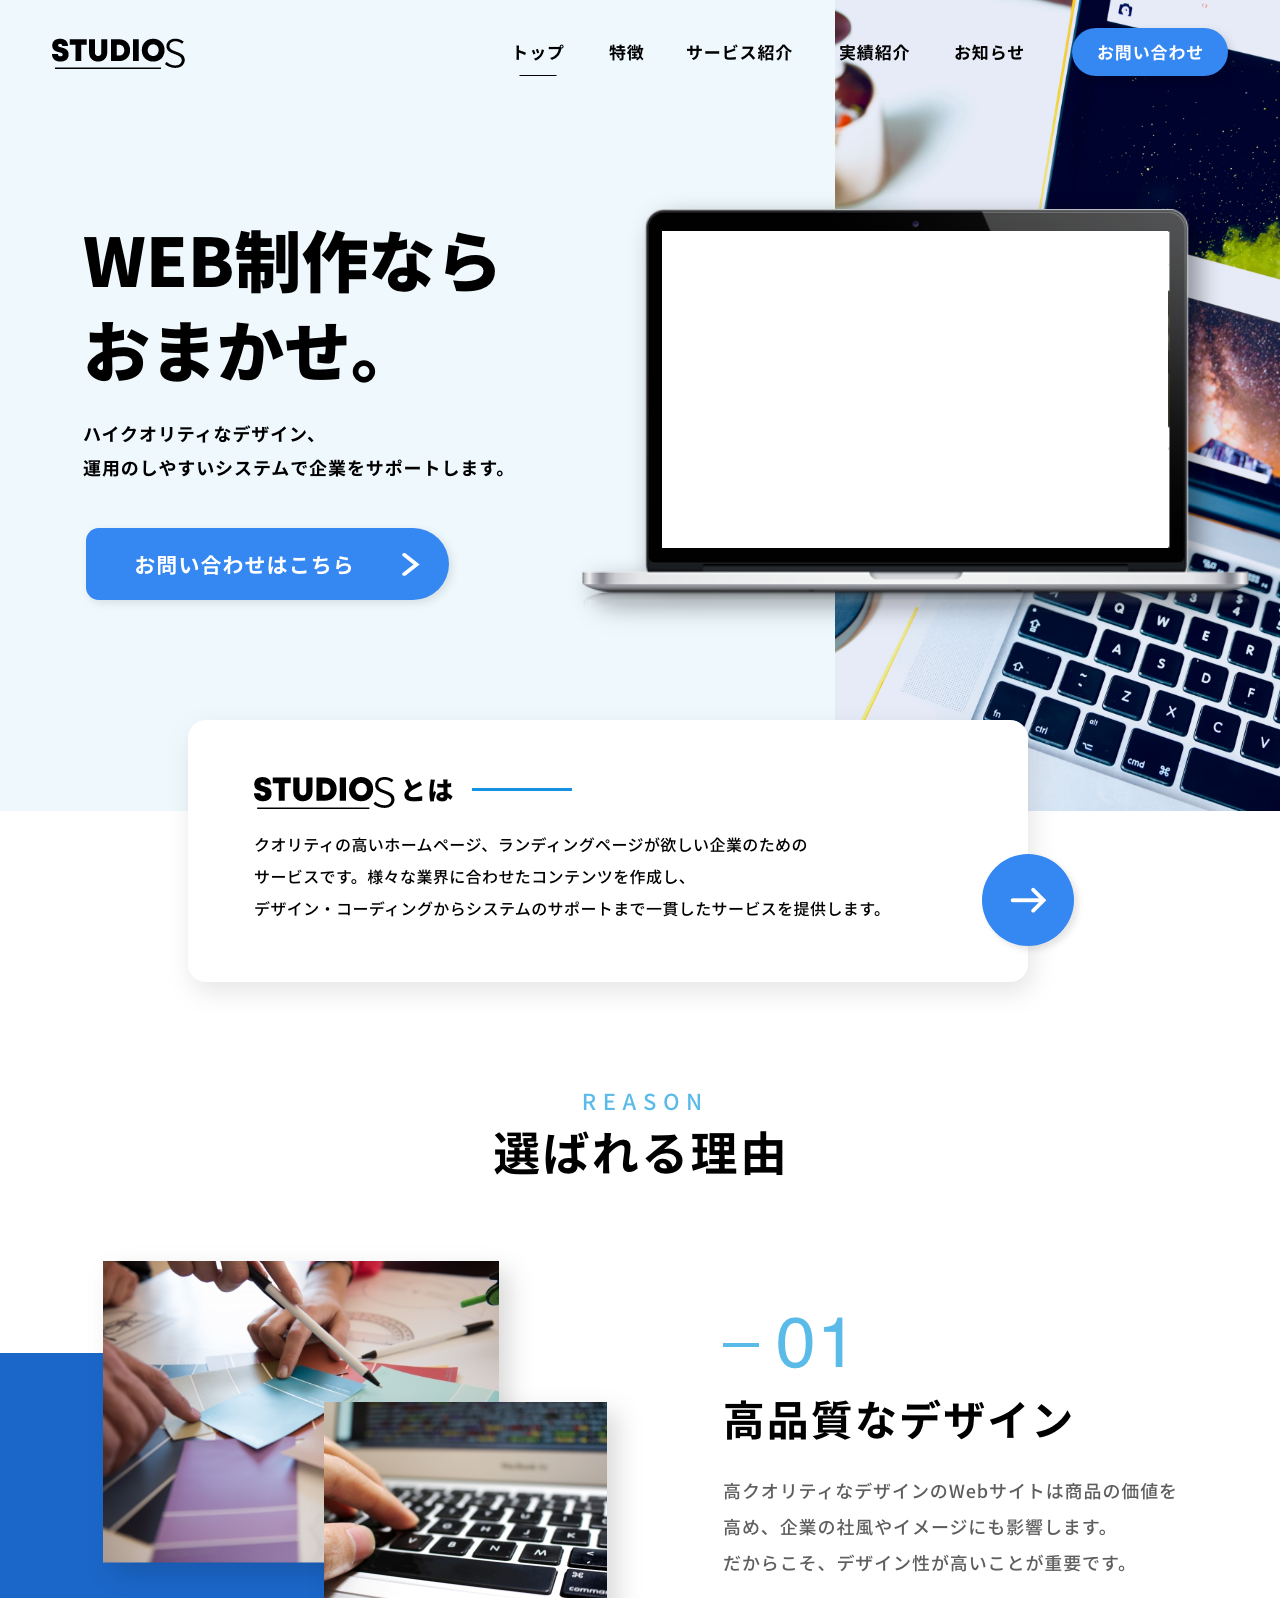 STUDIOS
トップ 特徴 サービス紹介 実績紹介 お知らせ お問い合わせ
WEB制作なら
おまかせ。
ハイクオリティなデザイン、
運用のしやすいシステムで企業をサポートします。
お問い合わせはこちら
STUDIOSとは
クオリティの高いホームページ、ランディングページが欲しい企業のための
サービスです。様々な業界に合わせたコンテンツを作成し、
デザイン・コーディングからシステムのサポートまで一貫したサービスを提供します。
REASON
選ばれる理由
01
高品質なデザイン
高クオリティなデザインのWebサイトは商品の価値を
高め、企業の社風やイメージにも影響します。
だからこそ、デザイン性が高いことが重要です。